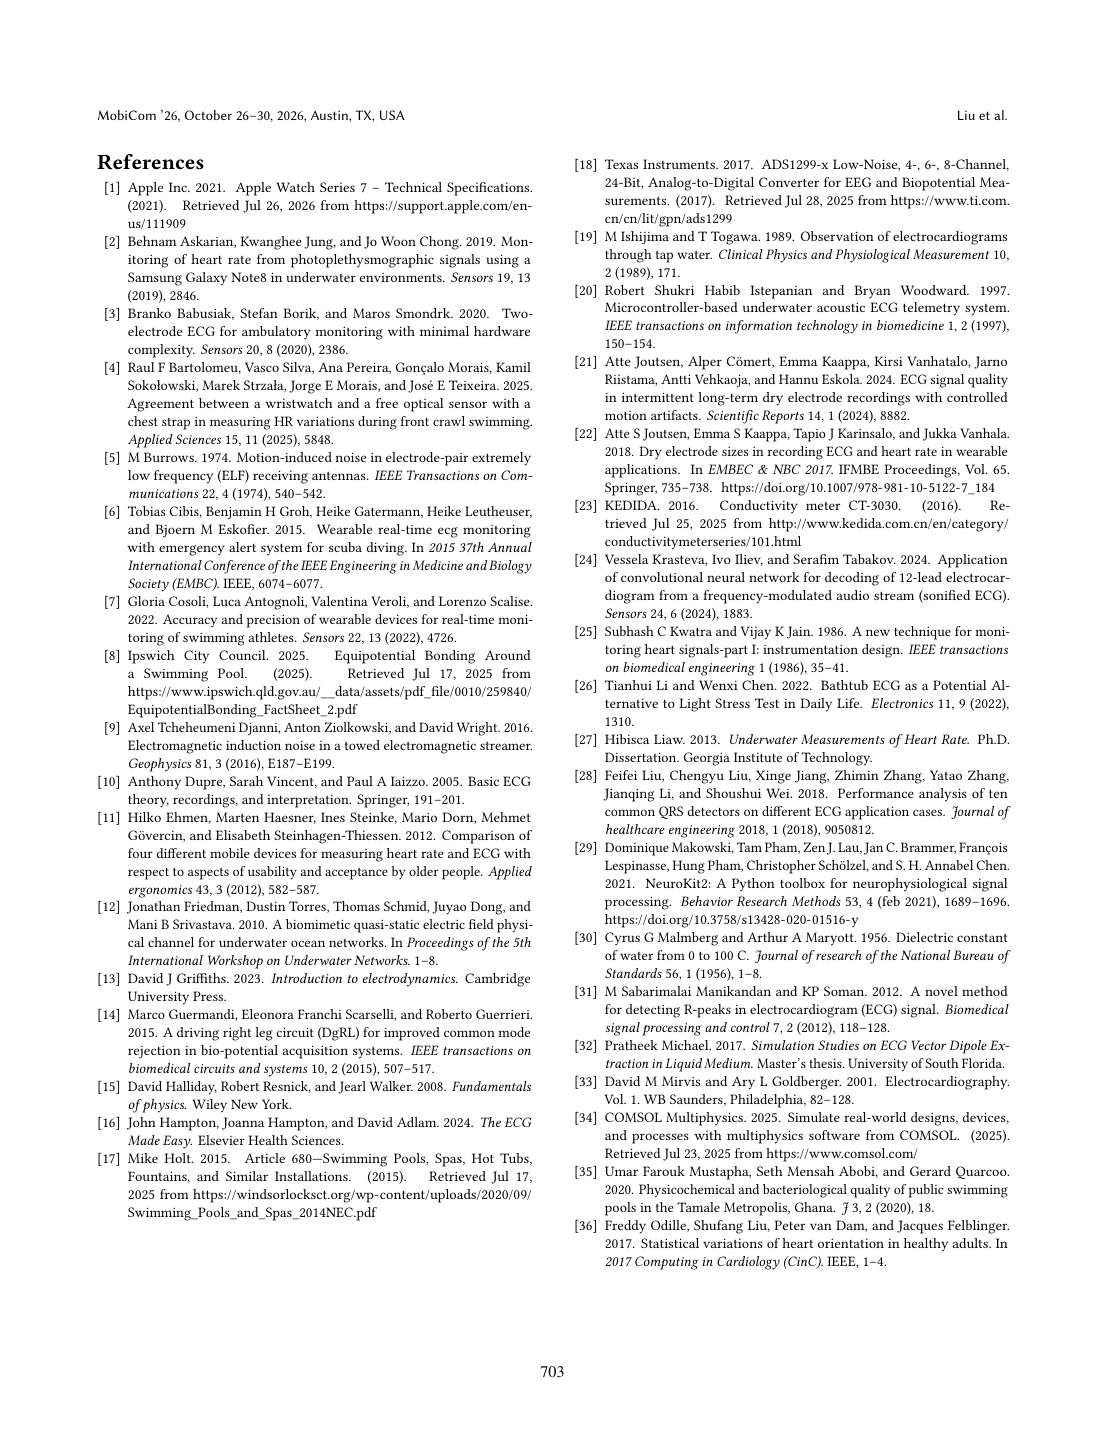 MobiCom '26, October 26–30, 2026, Austin, TX, USA
Liu et al.
References
[1] Apple Inc. 2021. Apple Watch Series 7 – Technical Specifications.
(2021). Retrieved Jul 26, 2026 from https://support.apple.com/en-
us/111909
[2] Behnam Askarian, Kwanghee Jung, and Jo Woon Chong. 2019. Mon-
itoring of heart rate from photoplethysmographic signals using a
Samsung Galaxy Note8 in underwater environments. Sensors 19, 13
(2019), 2846.
[3] Branko Babusiak, Stefan Borik, and Maros Smondrk. 2020. Two-
electrode ECG for ambulatory monitoring with minimal hardware
complexity. Sensors 20, 8 (2020), 2386.
[4] Raul F Bartolomeu, Vasco Silva, Ana Pereira, Gonçalo Morais, Kamil
Sokołowski, Marek Strzała, Jorge E Morais, and José E Teixeira. 2025.
Agreement between a wristwatch and a free optical sensor with a
chest strap in measuring HR variations during front crawl swimming.
Applied Sciences 15, 11 (2025), 5848.
[5] M Burrows. 1974. Motion-induced noise in electrode-pair extremely
low frequency (ELF) receiving antennas. IEEE Transactions on Com-
munications 22, 4 (1974), 540–542.
[6] Tobias Cibis, Benjamin H Groh, Heike Gatermann, Heike Leutheuser,
and Bjoern M Eskofier. 2015. Wearable real-time ecg monitoring
with emergency alert system for scuba diving. In 2015 37th Annual
International Conference of the IEEE Engineering in Medicine and Biology
Society (EMBC). IEEE, 6074–6077.
[7] Gloria Cosoli, Luca Antognoli, Valentina Veroli, and Lorenzo Scalise.
2022. Accuracy and precision of wearable devices for real-time moni-
toring of swimming athletes. Sensors 22, 13 (2022), 4726.
[8] Ipswich City Council. 2025. Equipotential Bonding Around
a Swimming Pool. (2025). Retrieved Jul 17, 2025 from
https://www.ipswich.qld.gov.au/__data/assets/pdf_file/0010/259840/
EquipotentialBonding_FactSheet_2.pdf
[9] Axel Tcheheumeni Djanni, Anton Ziolkowski, and David Wright. 2016.
Electromagnetic induction noise in a towed electromagnetic streamer.
Geophysics 81, 3 (2016), E187–E199.
[10] Anthony Dupre, Sarah Vincent, and Paul A Iaizzo. 2005. Basic ECG
theory, recordings, and interpretation. Springer, 191–201.
[11] Hilko Ehmen, Marten Haesner, Ines Steinke, Mario Dorn, Mehmet
Gövercin, and Elisabeth Steinhagen-Thiessen. 2012. Comparison of
four different mobile devices for measuring heart rate and ECG with
respect to aspects of usability and acceptance by older people. Applied
ergonomics 43, 3 (2012), 582–587.
[12] Jonathan Friedman, Dustin Torres, Thomas Schmid, Juyao Dong, and
Mani B Srivastava. 2010. A biomimetic quasi-static electric field physi-
cal channel for underwater ocean networks. In Proceedings of the 5th
International Workshop on Underwater Networks. 1–8.
[13] David J Griffiths. 2023. Introduction to electrodynamics. Cambridge
University Press.
[14] Marco Guermandi, Eleonora Franchi Scarselli, and Roberto Guerrieri.
2015. A driving right leg circuit (DgRL) for improved common mode
rejection in bio-potential acquisition systems. IEEE transactions on
biomedical circuits and systems 10, 2 (2015), 507–517.
[15] David Halliday, Robert Resnick, and Jearl Walker. 2008. Fundamentals
of physics. Wiley New York.
[16] John Hampton, Joanna Hampton, and David Adlam. 2024. The ECG
Made Easy. Elsevier Health Sciences.
[17] Mike Holt. 2015. Article 680—Swimming Pools, Spas, Hot Tubs,
Fountains, and Similar Installations. (2015). Retrieved Jul 17,
2025 from https://windsorlocksct.org/wp-content/uploads/2020/09/
Swimming_Pools_and_Spas_2014NEC.pdf
[18] Texas Instruments. 2017. ADS1299-x Low-Noise, 4-, 6-, 8-Channel,
24-Bit, Analog-to-Digital Converter for EEG and Biopotential Mea-
surements. (2017). Retrieved Jul 28, 2025 from https://www.ti.com.
cn/cn/lit/gpn/ads1299
[19] M Ishijima and T Togawa. 1989. Observation of electrocardiograms
through tap water. Clinical Physics and Physiological Measurement 10,
2 (1989), 171.
[20] Robert Shukri Habib Istepanian and Bryan Woodward. 1997.
Microcontroller-based underwater acoustic ECG telemetry system.
IEEE transactions on information technology in biomedicine 1, 2 (1997),
150–154.
[21] Atte Joutsen, Alper Cömert, Emma Kaappa, Kirsi Vanhatalo, Jarno
Riistama, Antti Vehkaoja, and Hannu Eskola. 2024. ECG signal quality
in intermittent long-term dry electrode recordings with controlled
motion artifacts. Scientific Reports 14, 1 (2024), 8882.
[22] Atte S Joutsen, Emma S Kaappa, Tapio J Karinsalo, and Jukka Vanhala.
2018. Dry electrode sizes in recording ECG and heart rate in wearable
applications. In EMBEC & NBC 2017. IFMBE Proceedings, Vol. 65.
Springer, 735–738. https://doi.org/10.1007/978-981-10-5122-7_184
[23] KEDIDA. 2016. Conductivity meter CT-3030. (2016). Re-
trieved Jul 25, 2025 from http://www.kedida.com.cn/en/category/
conductivitymeterseries/101.html
[24] Vessela Krasteva, Ivo Iliev, and Serafim Tabakov. 2024. Application
of convolutional neural network for decoding of 12-lead electrocar-
diogram from a frequency-modulated audio stream (sonified ECG).
Sensors 24, 6 (2024), 1883.
[25] Subhash C Kwatra and Vijay K Jain. 1986. A new technique for moni-
toring heart signals-part I: instrumentation design. IEEE transactions
on biomedical engineering 1 (1986), 35–41.
[26] Tianhui Li and Wenxi Chen. 2022. Bathtub ECG as a Potential Al-
ternative to Light Stress Test in Daily Life. Electronics 11, 9 (2022),
1310.
[27] Hibisca Liaw. 2013. Underwater Measurements of Heart Rate. Ph.D.
Dissertation. Georgia Institute of Technology.
[28] Feifei Liu, Chengyu Liu, Xinge Jiang, Zhimin Zhang, Yatao Zhang,
Jianqing Li, and Shoushui Wei. 2018. Performance analysis of ten
common QRS detectors on different ECG application cases. Journal of
healthcare engineering 2018, 1 (2018), 9050812.
[29] Dominique Makowski, Tam Pham, Zen J. Lau, Jan C. Brammer, François
Lespinasse, Hung Pham, Christopher Schölzel, and S. H. Annabel Chen.
2021. NeuroKit2: A Python toolbox for neurophysiological signal
processing. Behavior Research Methods 53, 4 (feb 2021), 1689–1696.
https://doi.org/10.3758/s13428-020-01516-y
[30] Cyrus G Malmberg and Arthur A Maryott. 1956. Dielectric constant
of water from 0 to 100 C. Journal of research of the National Bureau of
Standards 56, 1 (1956), 1–8.
[31] M Sabarimalai Manikandan and KP Soman. 2012. A novel method
for detecting R-peaks in electrocardiogram (ECG) signal. Biomedical
signal processing and control 7, 2 (2012), 118–128.
[32] Pratheek Michael. 2017. Simulation Studies on ECG Vector Dipole Ex-
traction in Liquid Medium. Master's thesis. University of South Florida.
[33] David M Mirvis and Ary L Goldberger. 2001. Electrocardiography.
Vol. 1. WB Saunders, Philadelphia, 82–128.
[34] COMSOL Multiphysics. 2025. Simulate real-world designs, devices,
and processes with multiphysics software from COMSOL. (2025).
Retrieved Jul 23, 2025 from https://www.comsol.com/
[35] Umar Farouk Mustapha, Seth Mensah Abobi, and Gerard Quarcoo.
2020. Physicochemical and bacteriological quality of public swimming
pools in the Tamale Metropolis, Ghana. J 3, 2 (2020), 18.
[36] Freddy Odille, Shufang Liu, Peter van Dam, and Jacques Felblinger.
2017. Statistical variations of heart orientation in healthy adults. In
2017 Computing in Cardiology (CinC). IEEE, 1–4.
703